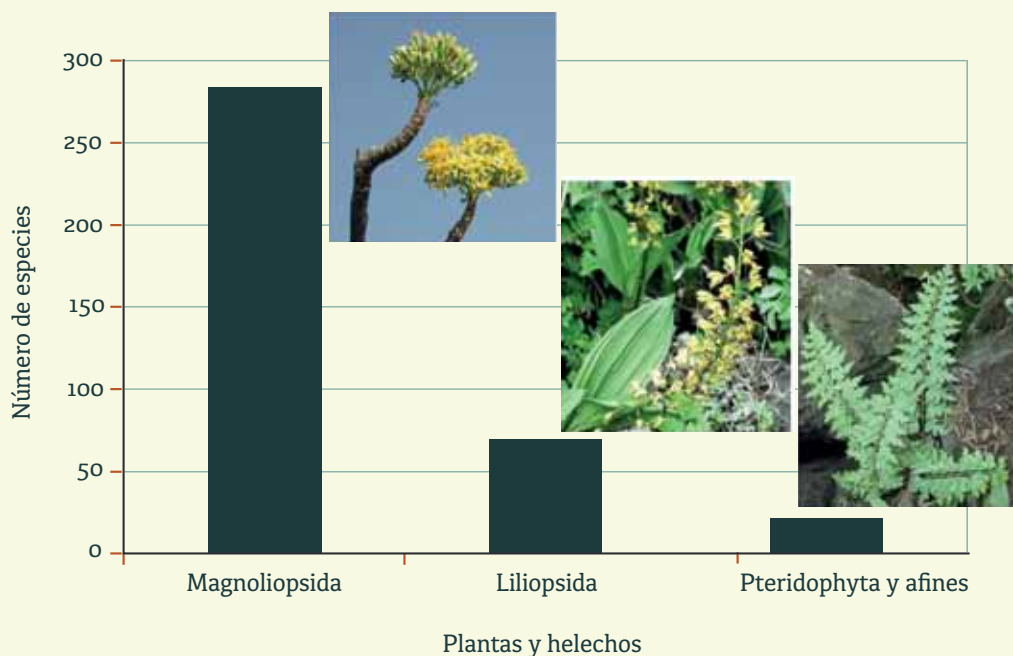 Número de especies
300
250
200
150
100
50
0
Magnoliopsida
Liliopsida
Pteridophyta y afines
Plantas y helechos